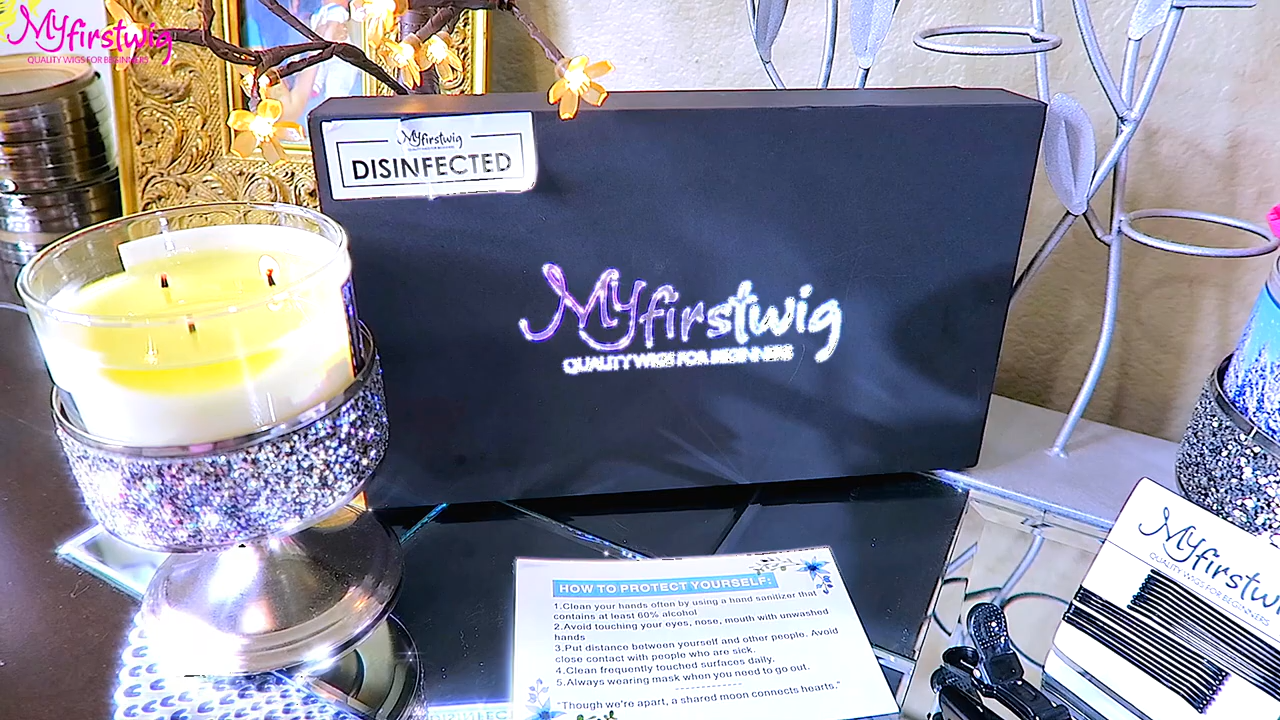 Myfirstwig
QUALITY WIGS FOR BEGINNERS
Myfirstwig
DISINFECTED
Myfirstwig
QUALITY WIGS FOR BEGINNERS
HOW TO PROTECT YOURSELF:
1.Clean your hands often by using a hand sanitizer that
contains at least 60% alcohol
2.Avoid touching your eyes, nose, mouth with unwashed
hands
3.Put distance between yourself and other people. Avoid
close contact with people who are sick.
4.Clean frequently touched surfaces daily.
5.Always wearing mask when you need to go out.
------------
"Though we're apart, a shared moon connects hearts."
Myfirstw
QUALITY WIGS FOR BEGINNERS
DISINFECT